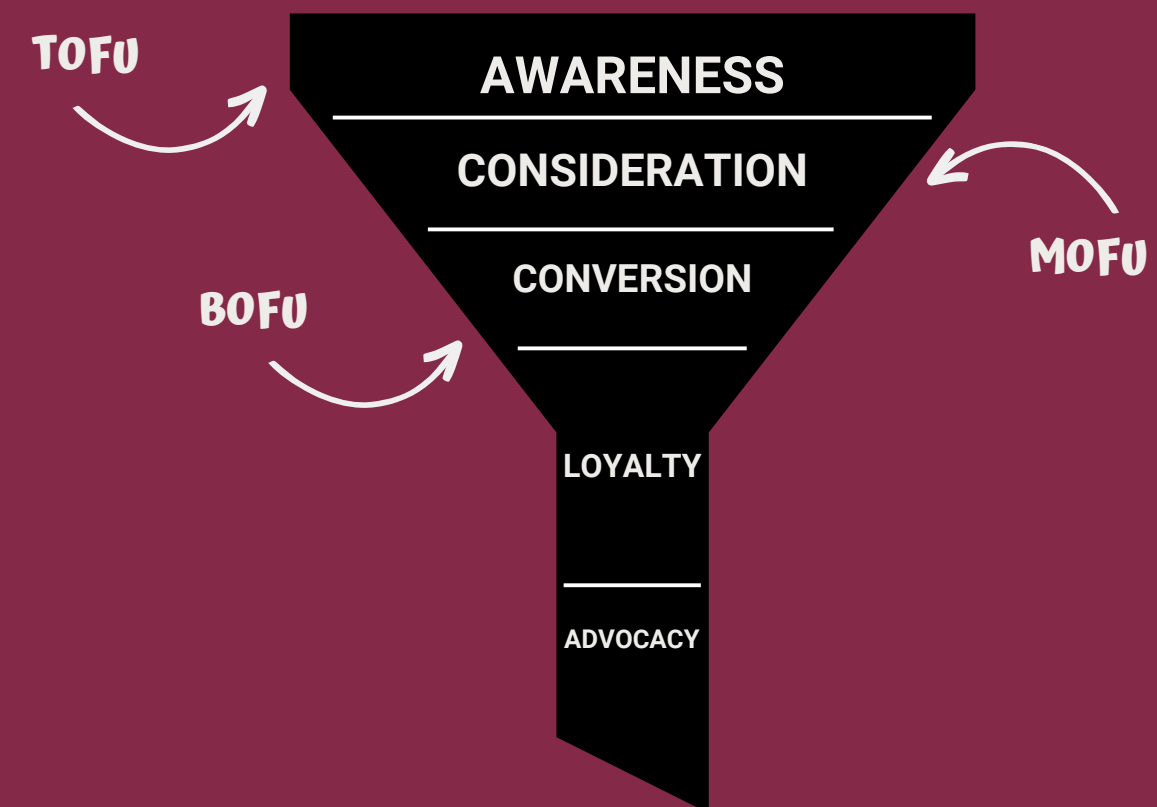 TOFU
AWARENESS
CONSIDERATION
MOFU
CONVERSION
BOFU
LOYALTY
ADVOCACY